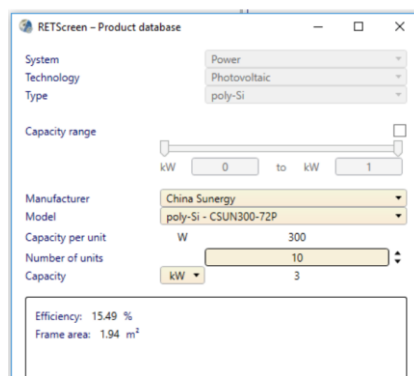 RETScreen – Product database
System Power
Technology Photovoltaic
Type poly-Si
Capacity range
kW 0 to kW 1
Manufacturer China Sunergy
Model poly-Si - CSUN300-72P
Capacity per unit W 300
Number of units 10
Capacity kW 3
Efficiency: 15.49 %
Frame area: 1.94 m²